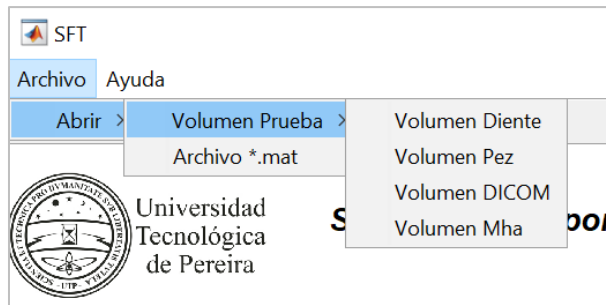 SFT
Archivo Ayuda
Abrir > Volumen Prueba > Volumen Diente
Archivo *.mat Volumen Pez
Volumen DICOM
Volumen Mha
Universidad
Tecnológica
de Pereira